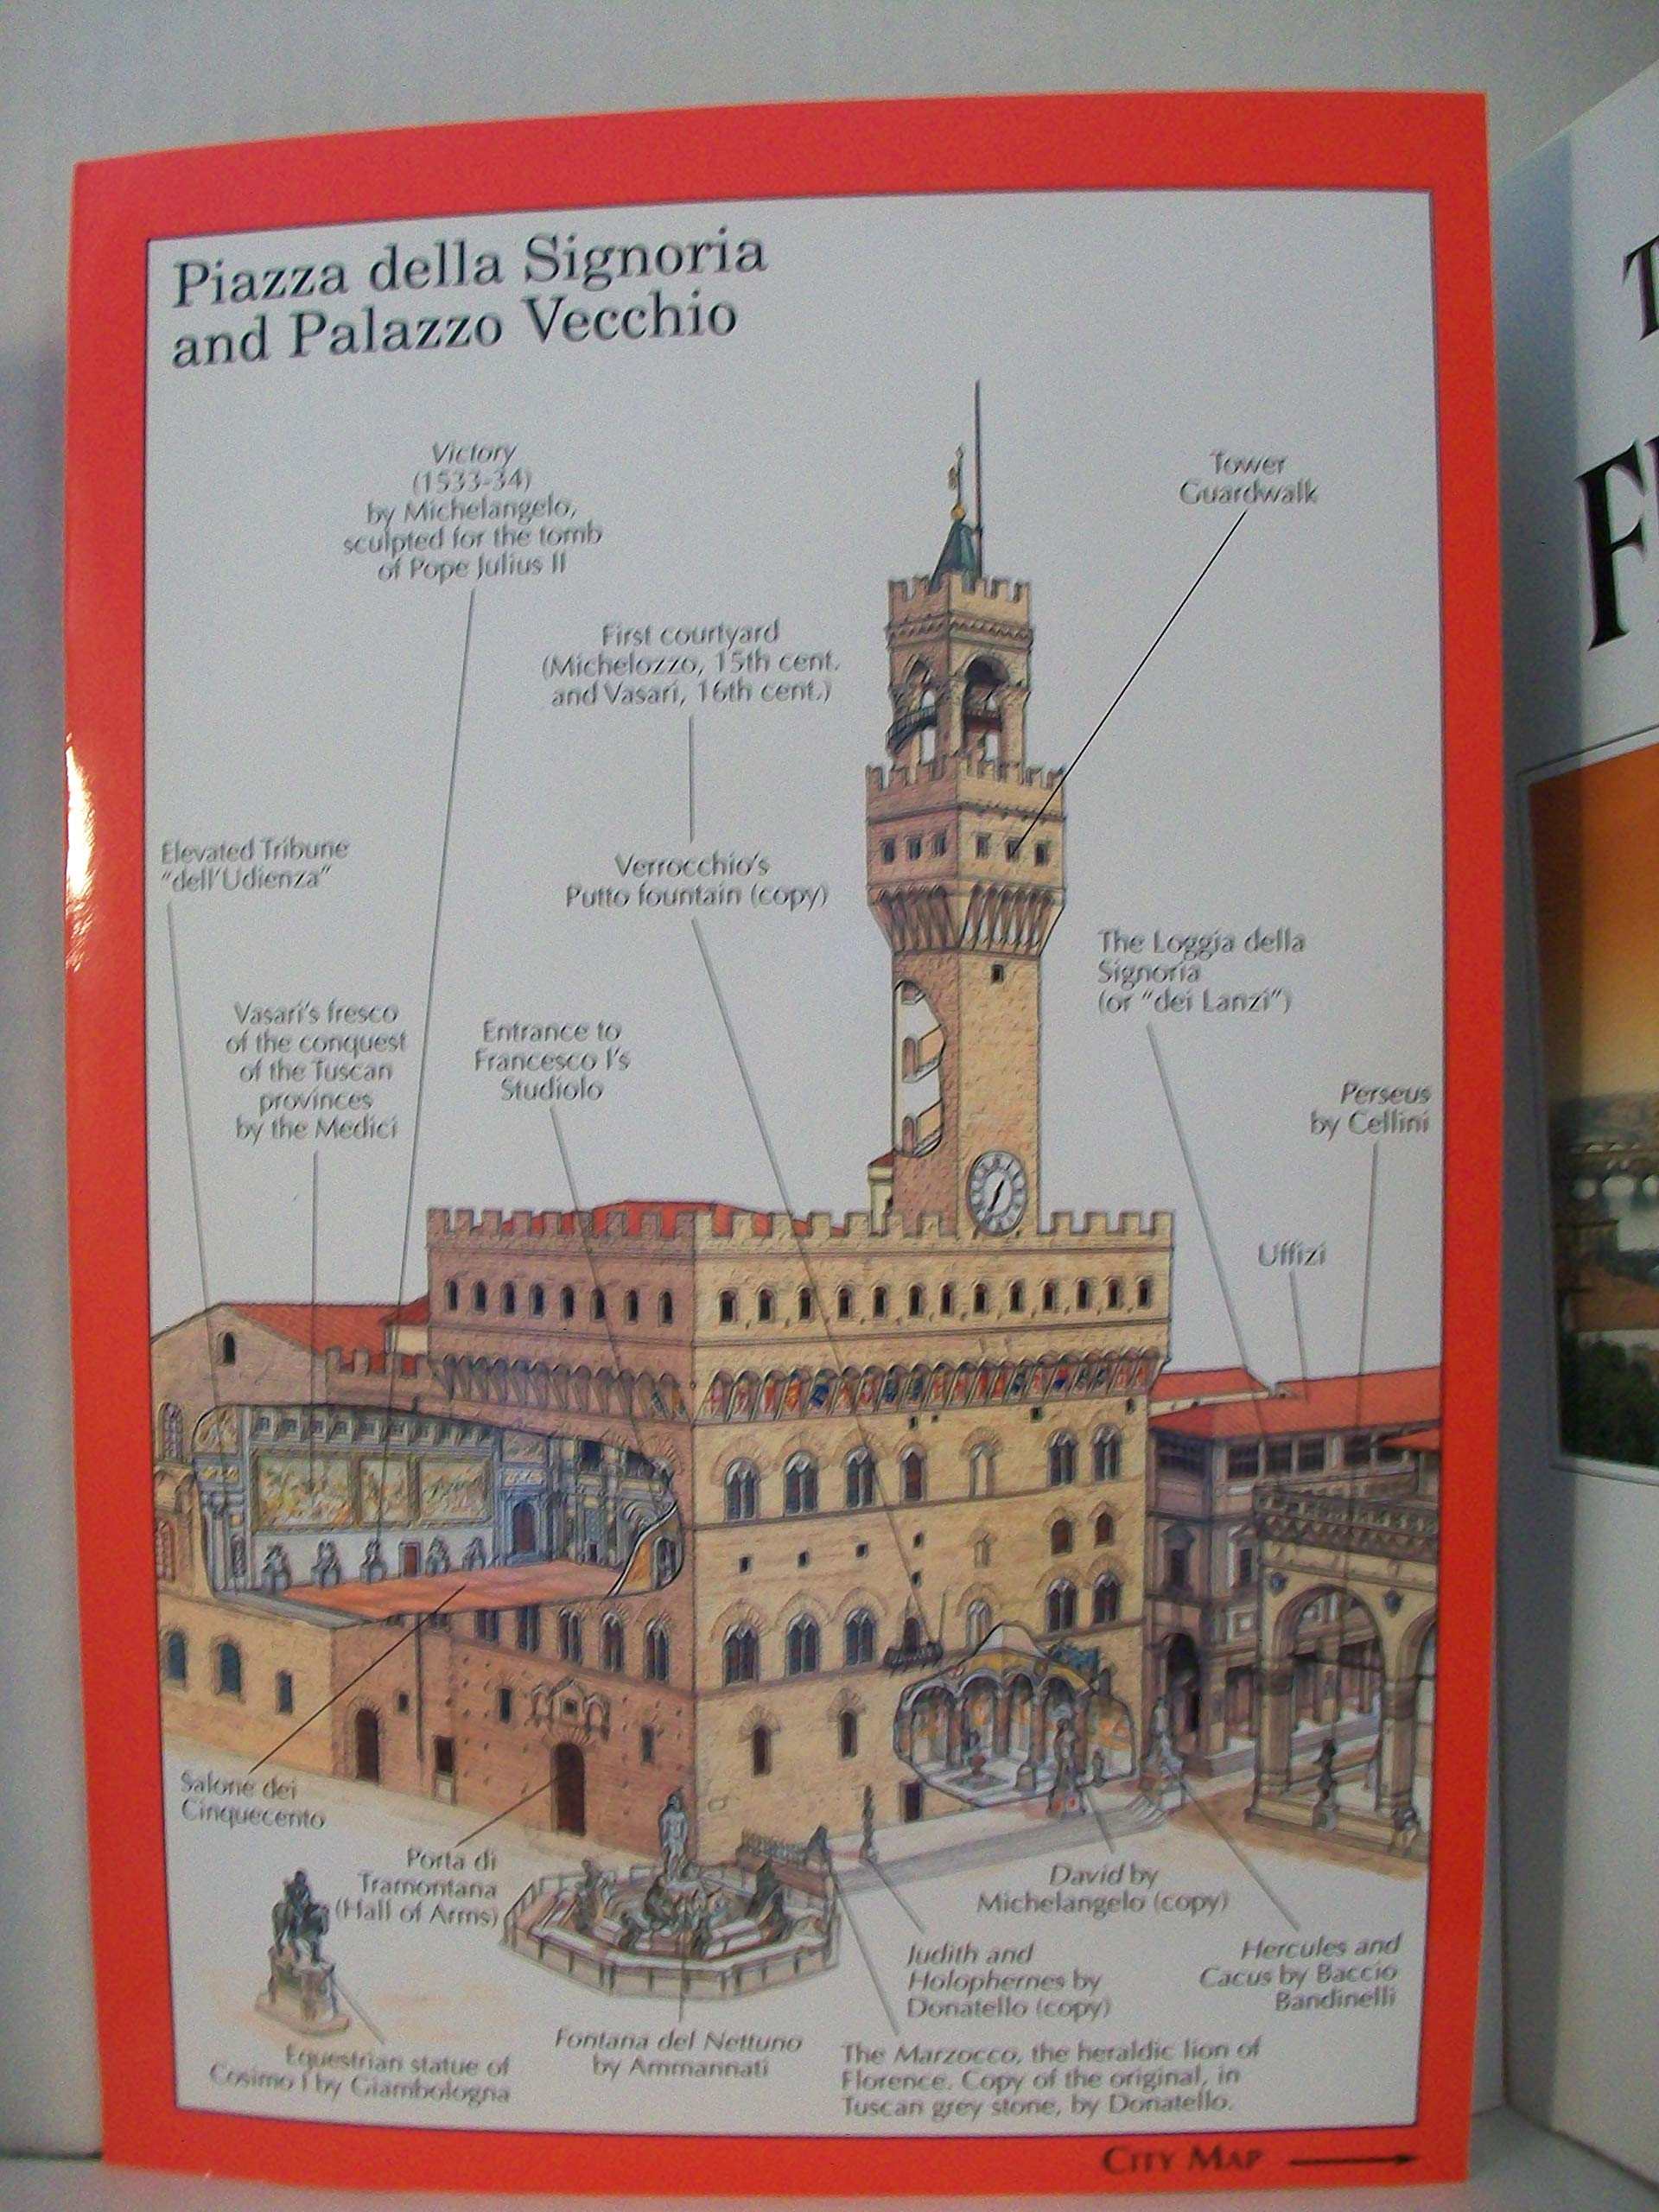 Piazza della Signoria
and Palazzo Vecchio
Victory
(1533-34)
by Michelangelo,
sculpted for the tomb
of Pope Julius II
Tower
Guardwalk
First courtyard
(Michelozzo, 15th cent.
and Vasari, 16th cent.)
Elevated Tribune
"dell'Udienza"
Verrocchio's
Putto fountain (copy)
The Loggia della
Signoria
(or "dei Lanzi")
Vasari's fresco
of the conquest
of the Tuscan
provinces
by the Medici
Entrance to
Francesco I's
Studiolo
Perseus
by Cellini
Uffizi
Salone dei
Cinquecento
Porta di
Tramontana
(Hall of Arms)
David by
Michelangelo (copy)
Judith and
Holophernes by
Donatello (copy)
Hercules and
Cacus by Baccio
Bandinelli
Equestrian statue of
Cosimo I by Giambologna
Fontana del Nettuno
by Ammannati
The Marzocco, the heraldic lion of
Florence. Copy of the original, in
Tuscan grey stone, by Donatello.
CITY MAP